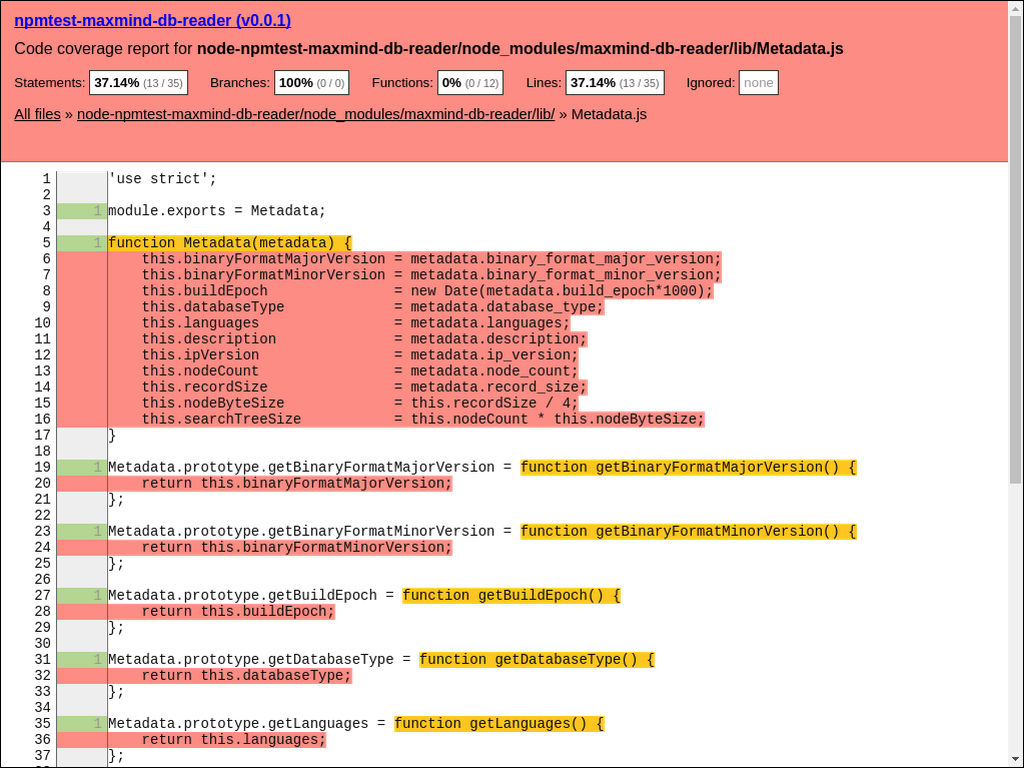 npmtest-maxmind-db-reader (v0.0.1)
Code coverage report for node-npmtest-maxmind-db-reader/node_modules/maxmind-db-reader/lib/Metadata.js
Statements: 37.14% (13 / 35) Branches: 100% (0 / 0) Functions: 0% (0 / 12) Lines: 37.14% (13 / 35) Ignored: none
All files » node-npmtest-maxmind-db-reader/node_modules/maxmind-db-reader/lib/ » Metadata.js
1 'use strict';
2
3 1 module.exports = Metadata;
4
5 1 function Metadata(metadata) {
6     this.binaryFormatMajorVersion = metadata.binary_format_major_version;
7     this.binaryFormatMinorVersion = metadata.binary_format_minor_version;
8     this.buildEpoch               = new Date(metadata.build_epoch*1000);
9     this.databaseType             = metadata.database_type;
10     this.languages                = metadata.languages;
11     this.description              = metadata.description;
12     this.ipVersion                = metadata.ip_version;
13     this.nodeCount                = metadata.node_count;
14     this.recordSize               = metadata.record_size;
15     this.nodeByteSize             = this.recordSize / 4;
16     this.searchTreeSize           = this.nodeCount * this.nodeByteSize;
17 }
18
19 1 Metadata.prototype.getBinaryFormatMajorVersion = function getBinaryFormatMajorVersion() {
20     return this.binaryFormatMajorVersion;
21 };
22
23 1 Metadata.prototype.getBinaryFormatMinorVersion = function getBinaryFormatMinorVersion() {
24     return this.binaryFormatMinorVersion;
25 };
26
27 1 Metadata.prototype.getBuildEpoch = function getBuildEpoch() {
28     return this.buildEpoch;
29 };
30
31 1 Metadata.prototype.getDatabaseType = function getDatabaseType() {
32     return this.databaseType;
33 };
34
35 1 Metadata.prototype.getLanguages = function getLanguages() {
36     return this.languages;
37 };